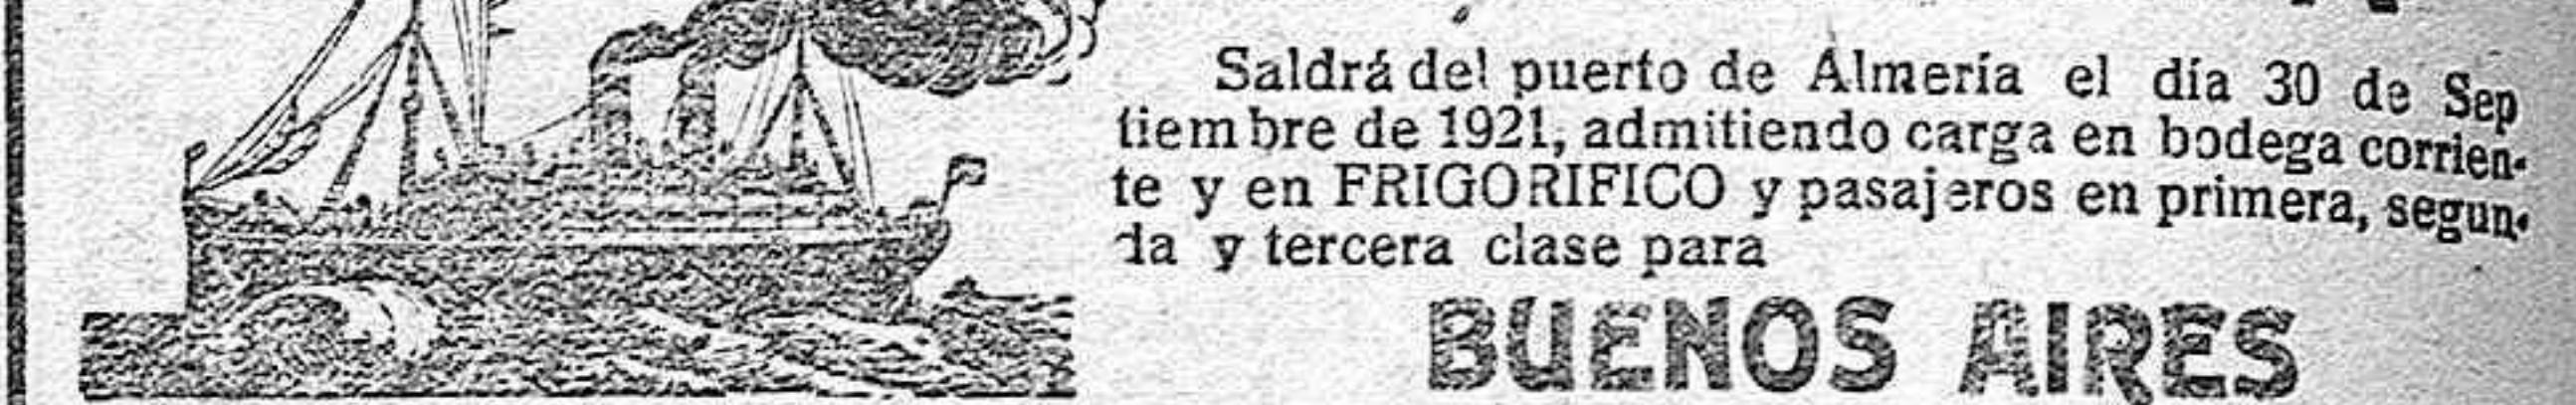 Saldrá del puerto de Almería el día 30 de Sep
tiembre de 1921, admitiendo carga en bodega corrien-
te y en FRIGORIFICO y pasajeros en primera, segun-
da y tercera clase para
BUENOS AIRES